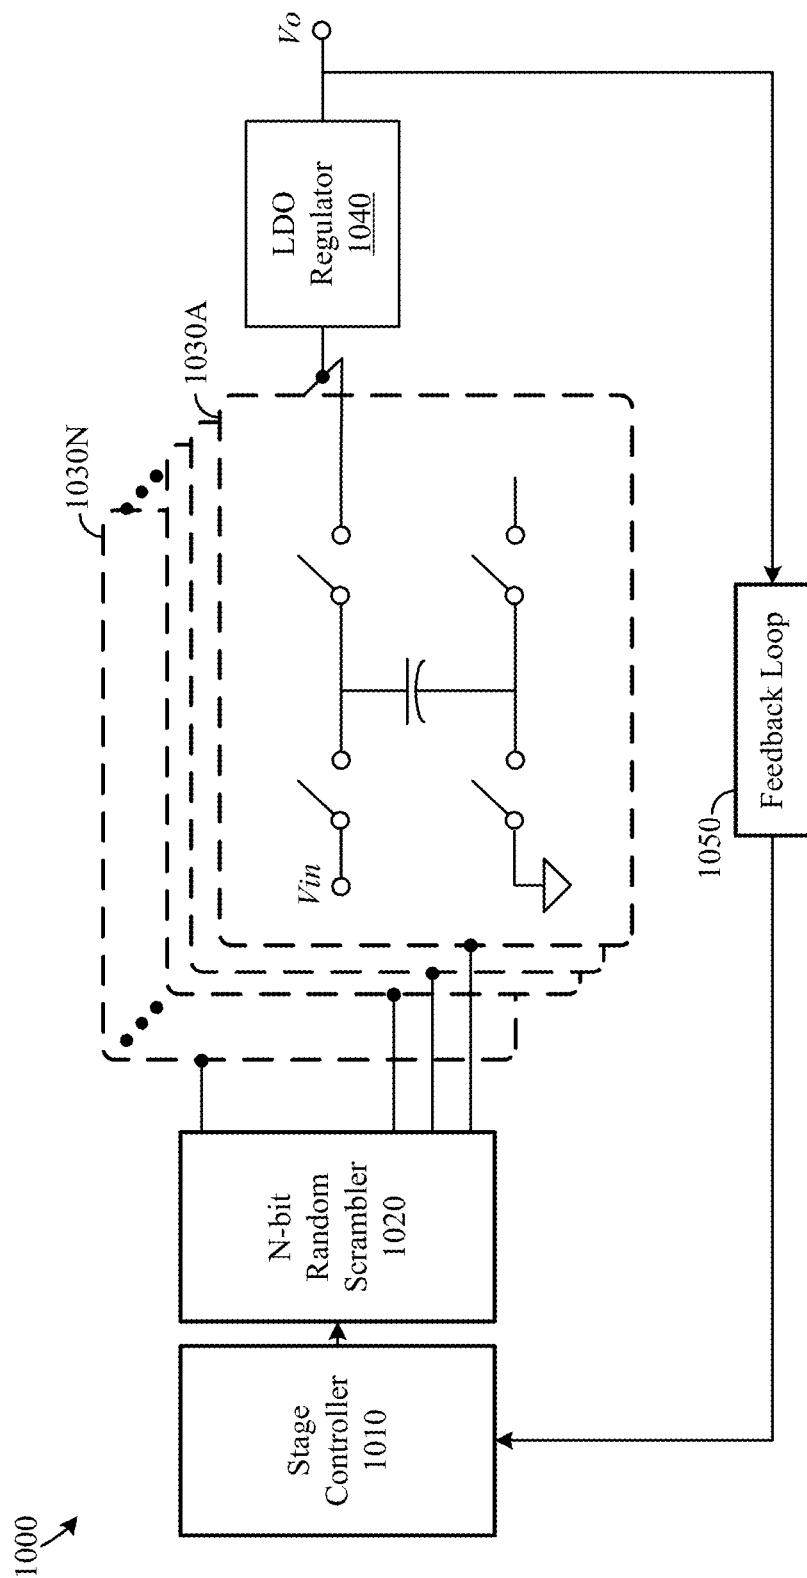 1000
Stage
Controller
1010
N-bit
Random
Scrambler
1020
1030N
1030A
Vin
LDO
Regulator
1040
Vo
1050
Feedback Loop